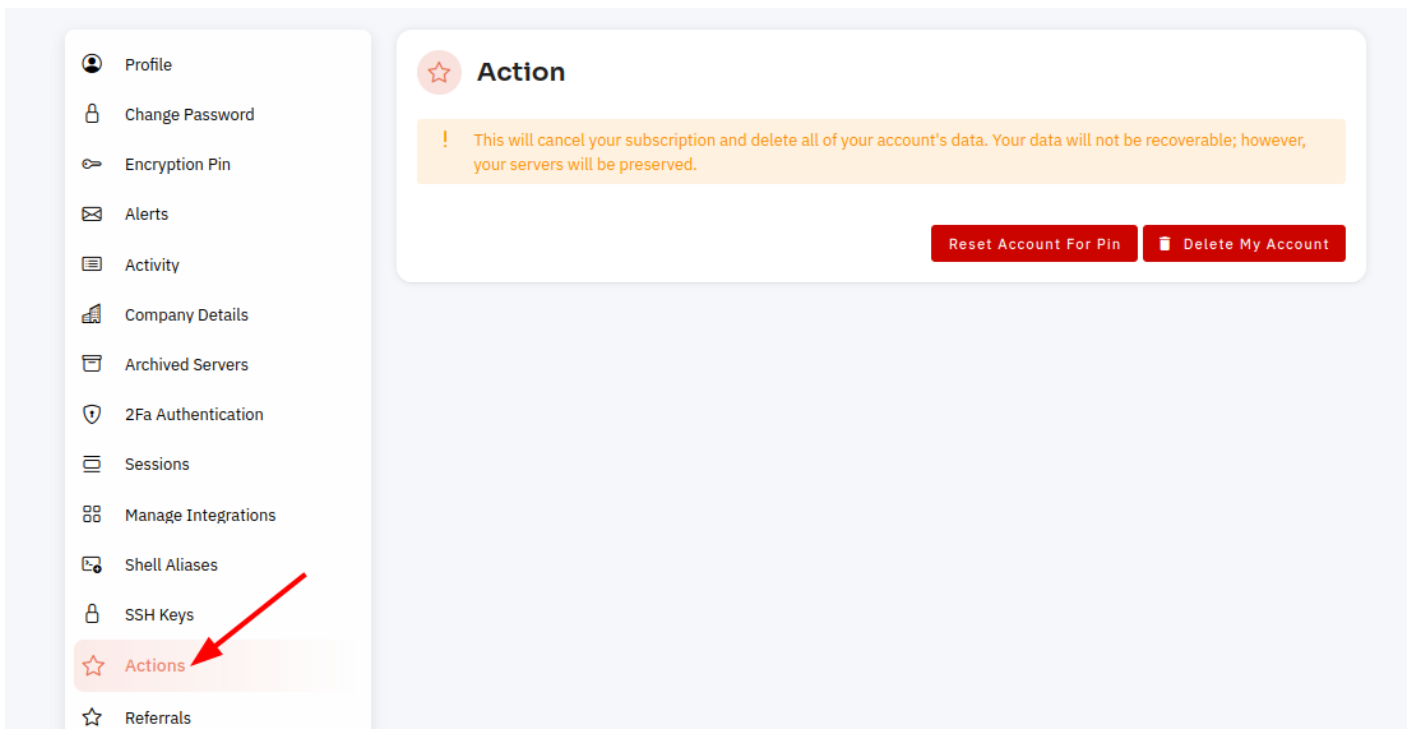 Profile
Change Password
Encryption Pin
Alerts
Activity
Company Details
Archived Servers
2Fa Authentication
Sessions
Manage Integrations
Shell Aliases
SSH Keys
Actions
Referrals
Action
! This will cancel your subscription and delete all of your account's data. Your data will not be recoverable; however,
your servers will be preserved.
Reset Account For Pin
Delete My Account